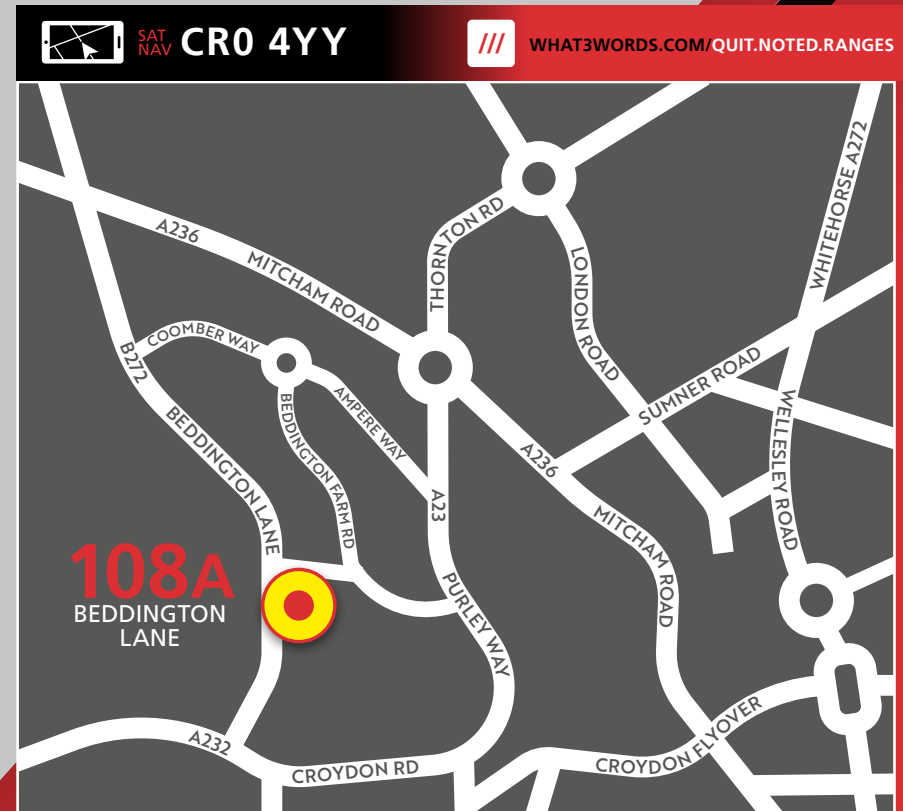 SAT NAV CR0 4YY
/// WHAT3WORDS.COM/QUIT.NOTED.RANGES
WHITEHORSE A272
THORNTON RD
A236
MITCHAM ROAD
LONDON ROAD
COOMBER WAY
B272
SUMNER ROAD
AMPERE WAY
BEDDINGTON FARM RD
WELLESLEY ROAD
BEDDINGTON LANE
A236
A23
MITCHAM ROAD
108A
BEDDINGTON
LANE
PURLEY WAY
A232
CROYDON RD
CROYDON FLYOVER